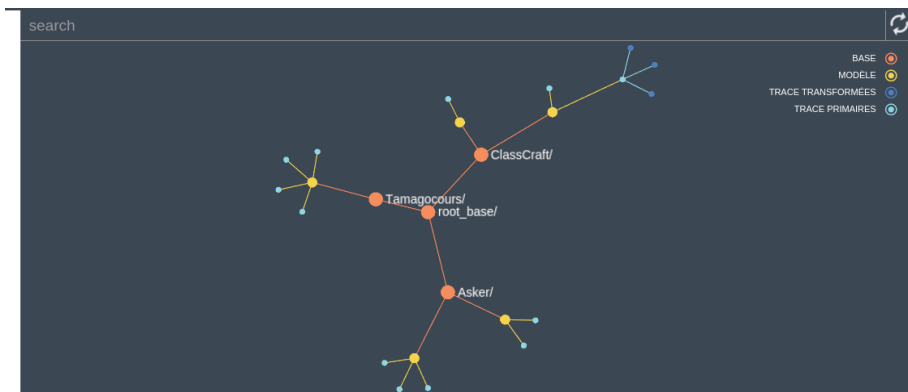 search
BASE
MODÈLE
TRACE TRANSFORMÉES
TRACE PRIMAIRES
ClassCraft/
Tamagocours/
root_base/
Asker/